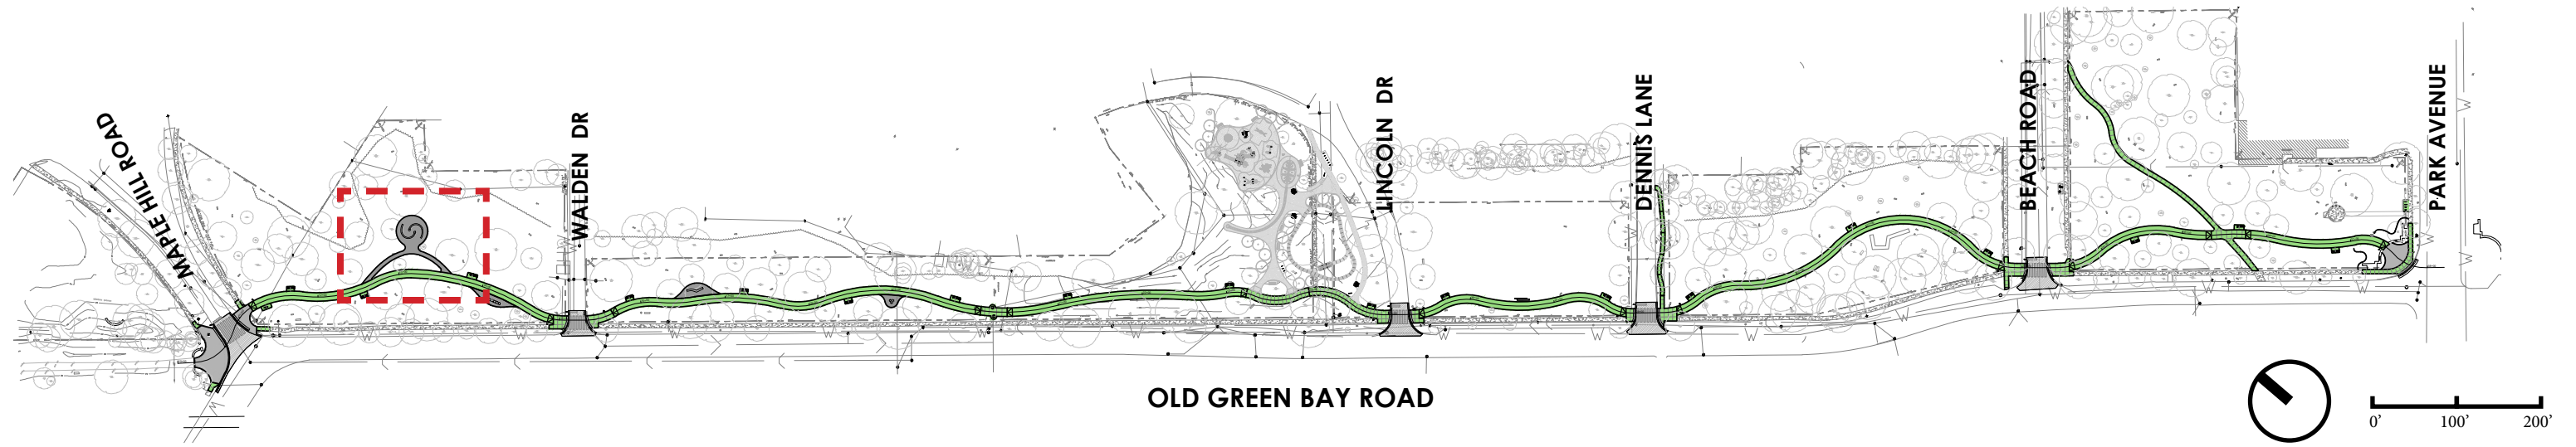 MAPLE HILL ROAD
WALDEN DR
LINCOLN DR
DENNIS LANE
BEACH ROAD
PARK AVENUE
OLD GREEN BAY ROAD
0' 100' 200'